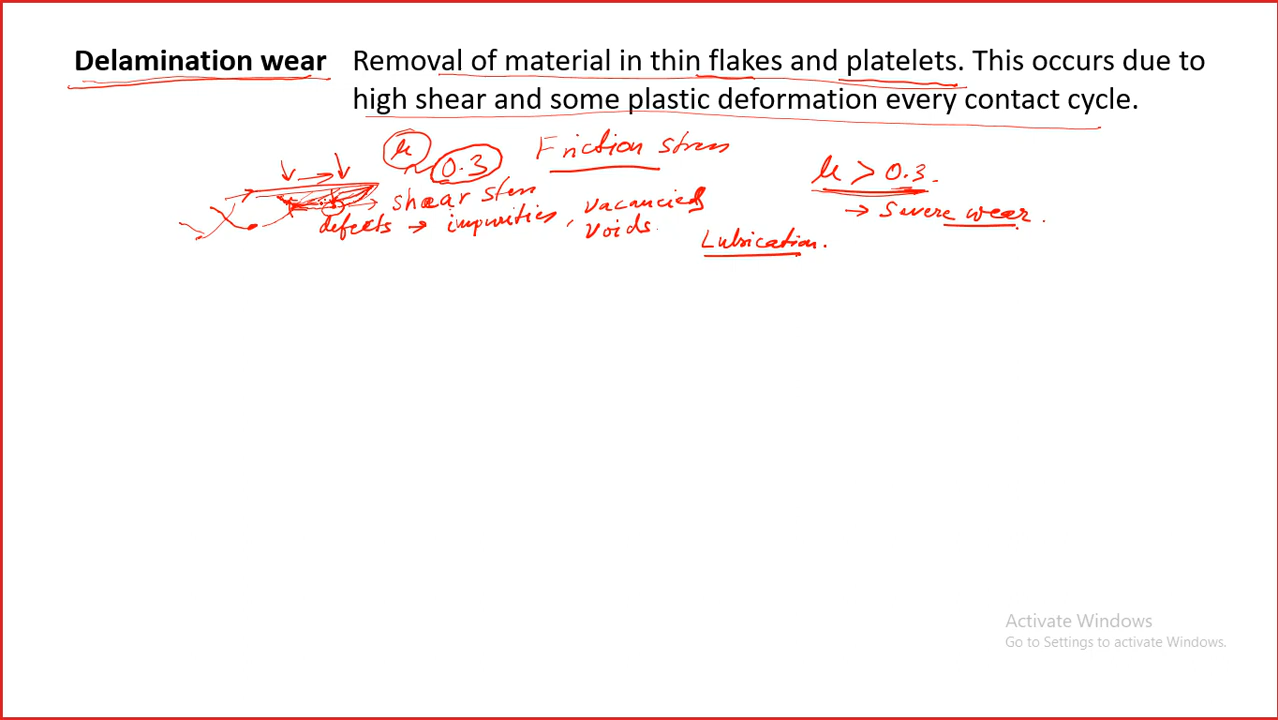 Delamination wear Removal of material in thin flakes and platelets. This occurs due to
high shear and some plastic deformation every contact cycle.
μ 0.3 Friction stress
μ > 0.3.
→ shear stress
→ Severe wear.
defects → impurities, vacancies
voids.
Lubrication.
Activate Windows
Go to Settings to activate Windows.